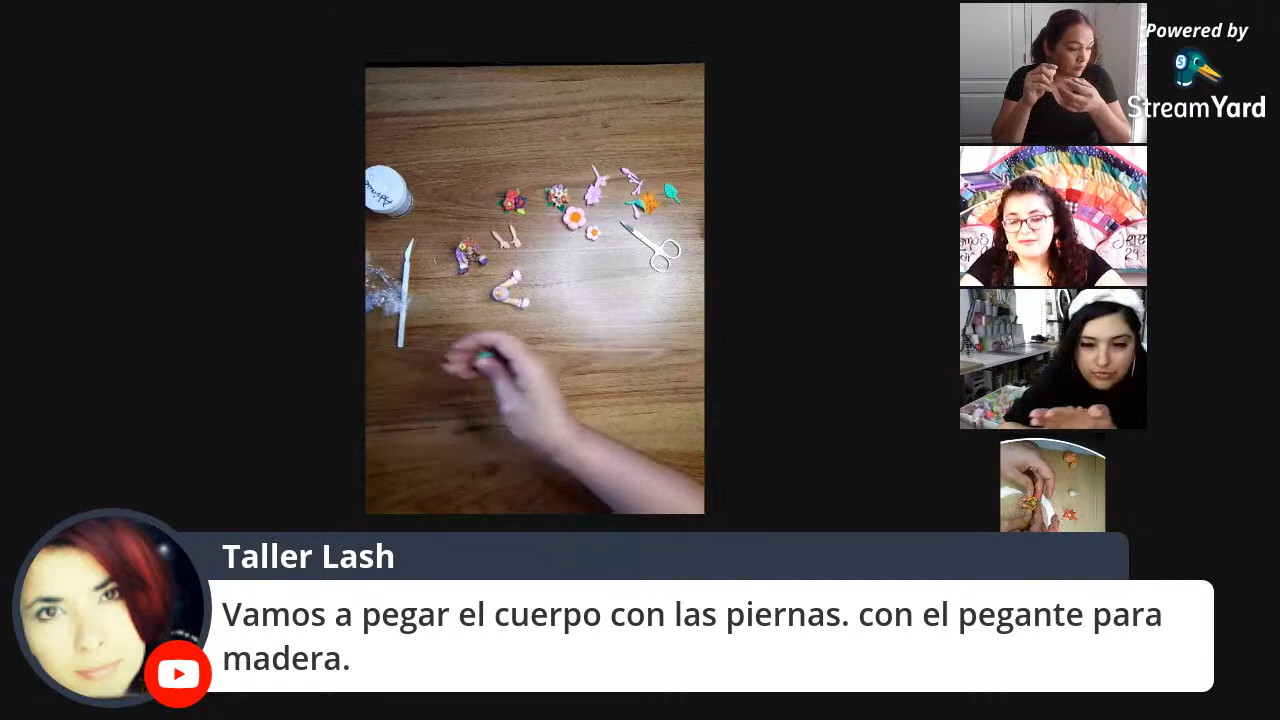 Powered by
StreamYard
Taller Lash
Vamos a pegar el cuerpo con las piernas. con el pegante para
madera.